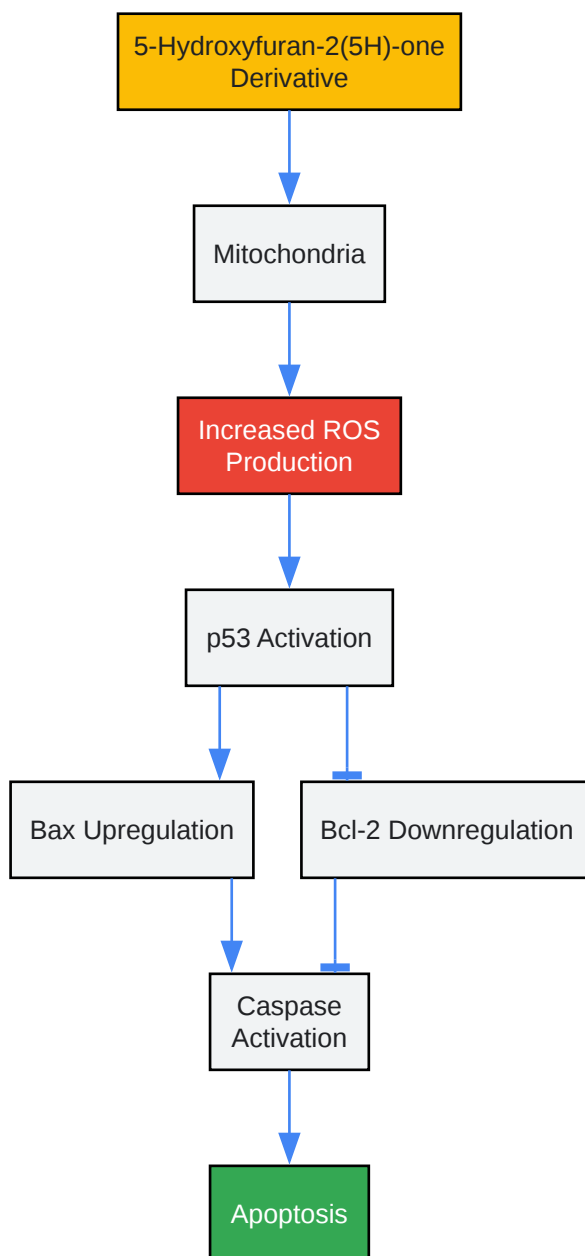 5-Hydroxyfuran-2(5H)-one
Derivative
Mitochondria
Increased ROS
Production
p53 Activation
Bax Upregulation
Bcl-2 Downregulation
Caspase
Activation
Apoptosis